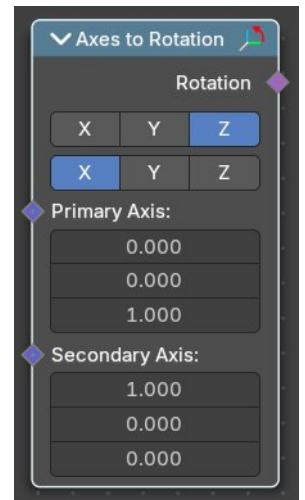 Axes to Rotation
Rotation
X Y Z
X Y Z
Primary Axis:
0.000
0.000
1.000
Secondary Axis:
1.000
0.000
0.000